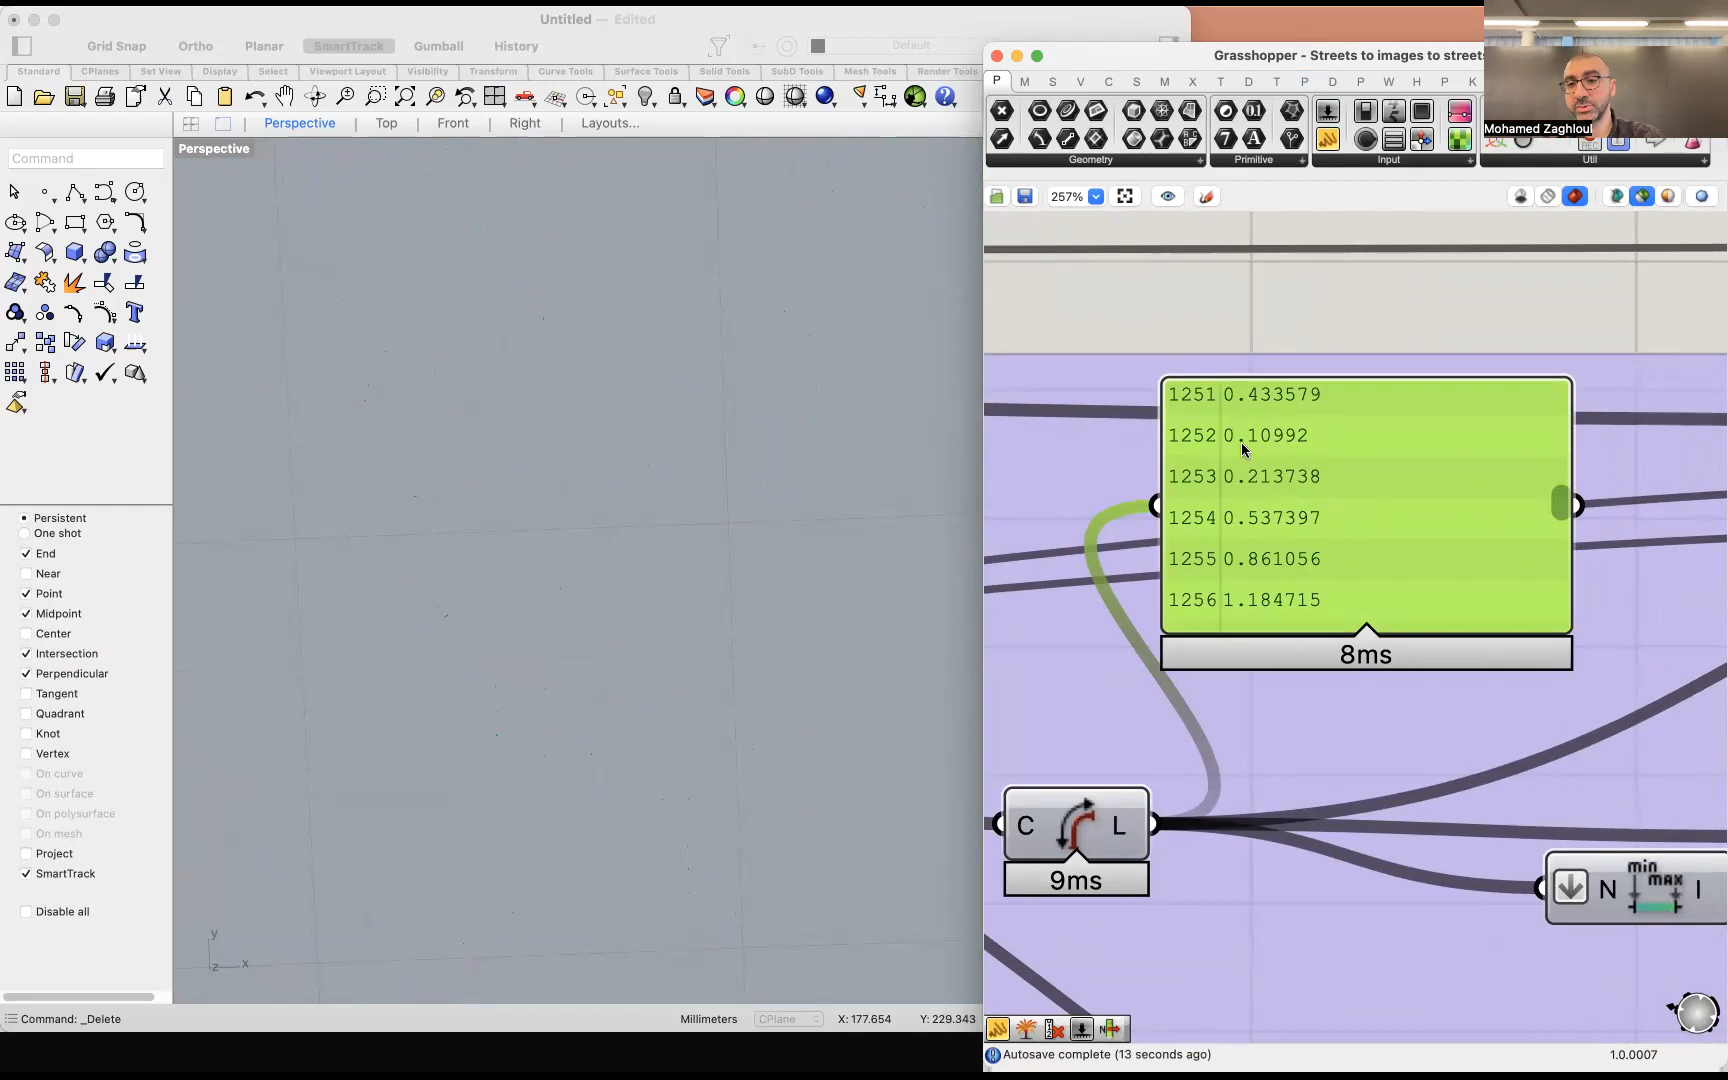 Untitled — Edited
Grid Snap Ortho Planar SmartTrack Gumball History Default
Standard CPlanes Set View Display Select Viewport Layout Visibility Transform Curve Tools Surface Tools Solid Tools SubD Tools Mesh Tools Render Tools
Perspective Top Front Right Layouts...
Command
Perspective
Persistent
One shot
End
Near
Point
Midpoint
Center
Intersection
Perpendicular
Tangent
Quadrant
Knot
Vertex
On curve
On surface
On polysurface
On mesh
Project
SmartTrack
Disable all
y
z x
Command: _Delete
Millimeters CPlane X: 177.654 Y: 229.343
Grasshopper - Streets to images to streets
P M S V C S M X T D T P D P W H P K
Mohamed Zaghloul
Geometry Primitive Input Util
257%
1251 0.433579
1252 0.10992
1253 0.213738
1254 0.537397
1255 0.861056
1256 1.184715
8ms
C L
9ms
min
max
N I
Autosave complete (13 seconds ago)
1.0.0007